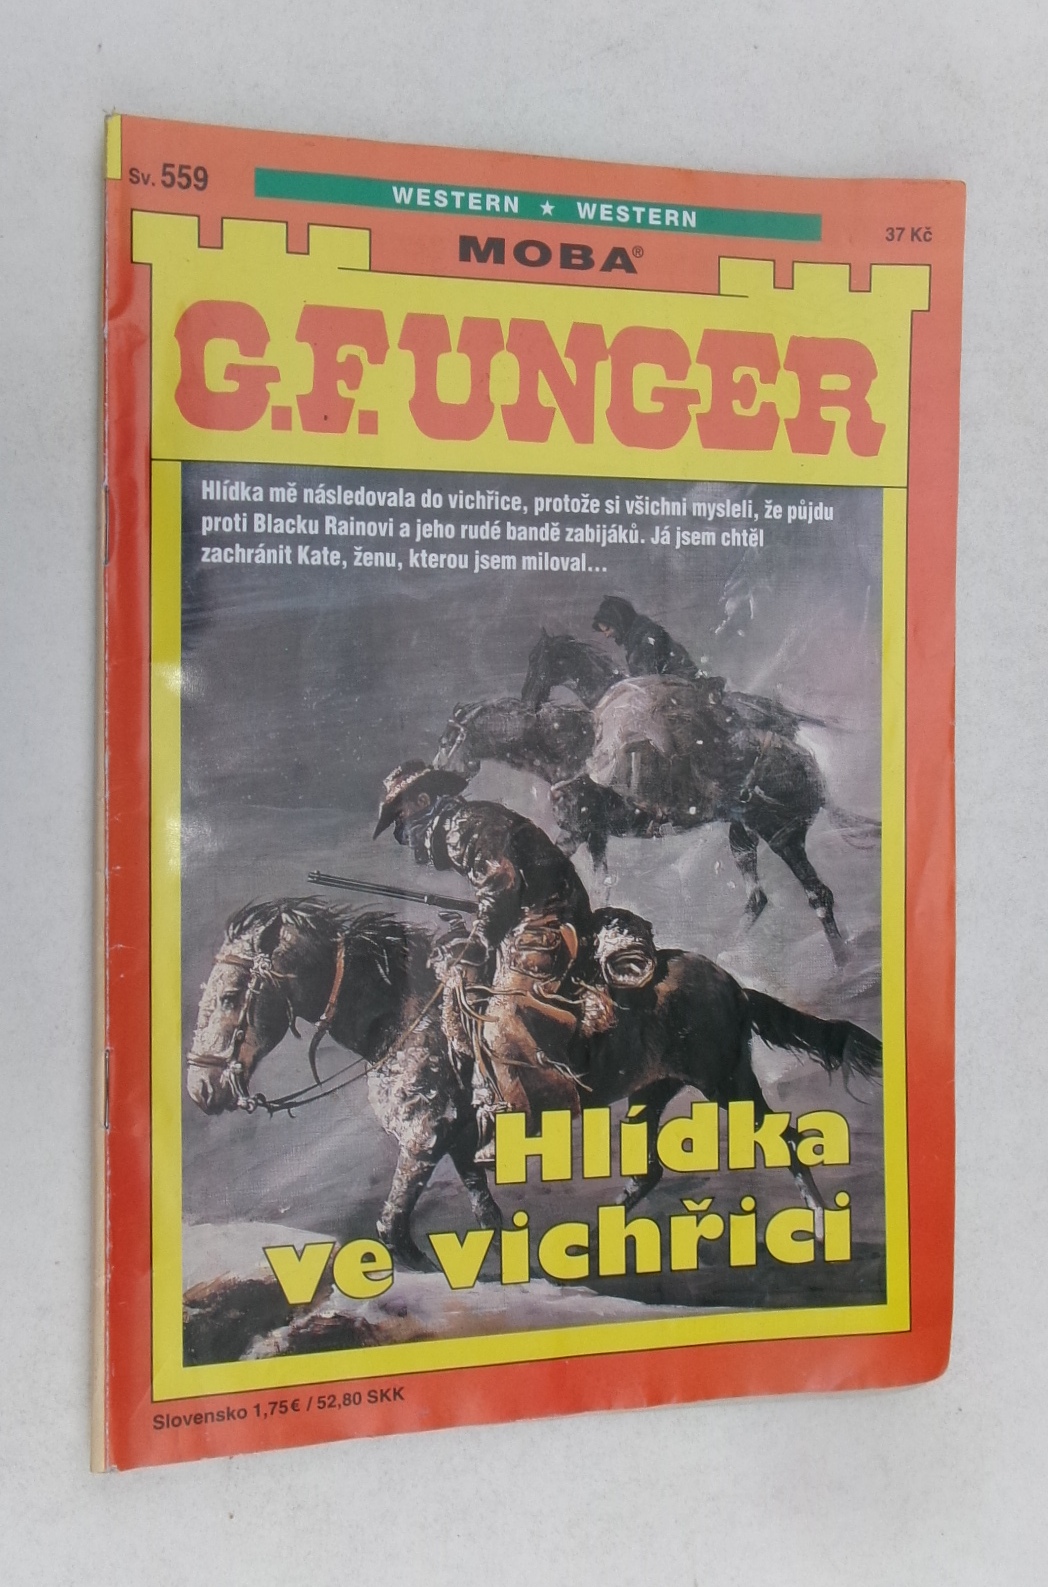 Sv. 559
WESTERN ★ WESTERN
37 Kč
MOBA®
G.F. UNGER
Hlídka mě následovala do vichřice, protože si všichni mysleli, že půjdu
proti Blacku Rainovi a jeho rudé bandě zabijáků. Já jsem chtěl
zachránit Kate, ženu, kterou jsem miloval...
Hlídka
ve vichřici
Slovensko 1,75€ / 52,80 SKK